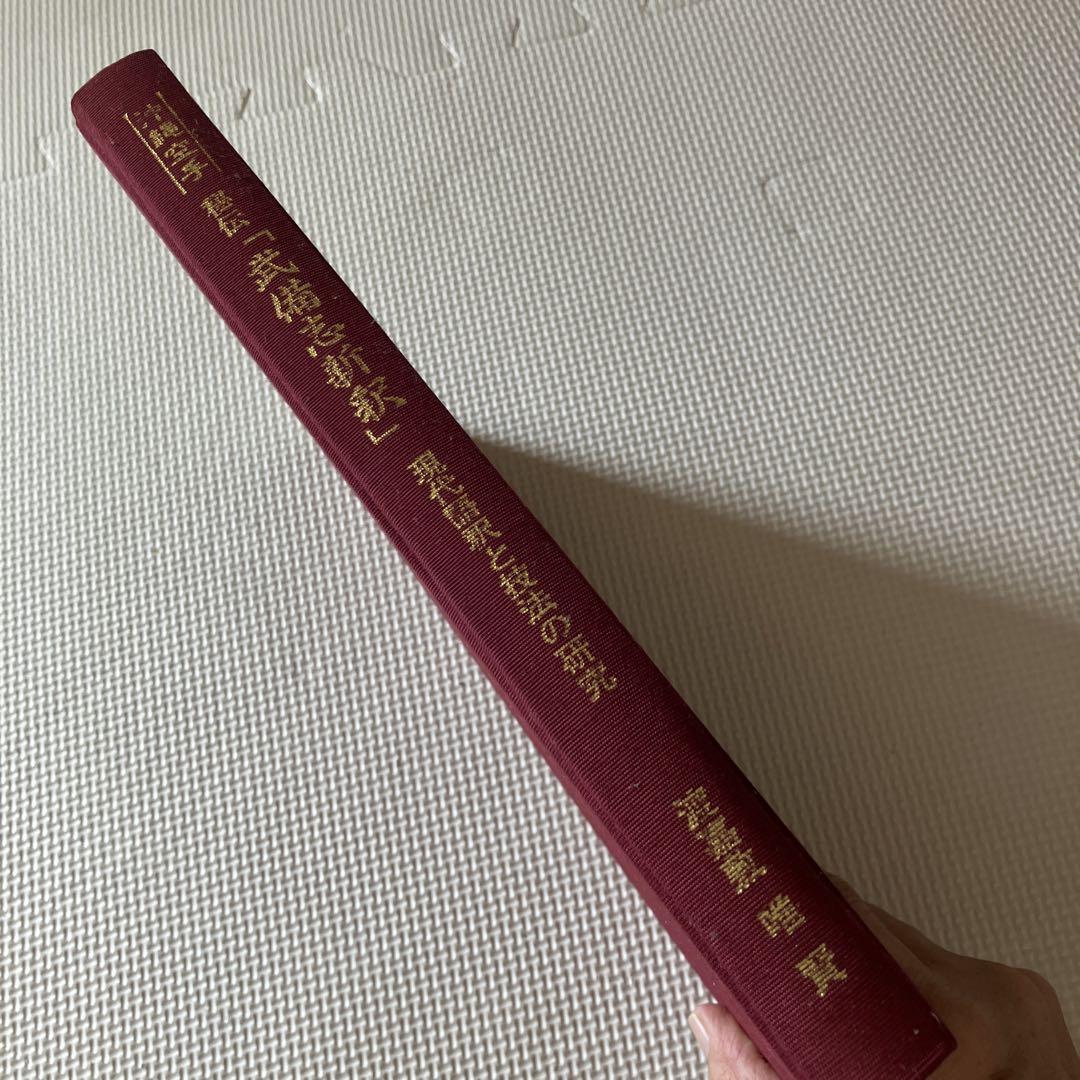 沖縄空手
秘伝「武備志新釈」
現代語訳と技法の研究
渡嘉敷 唯賢